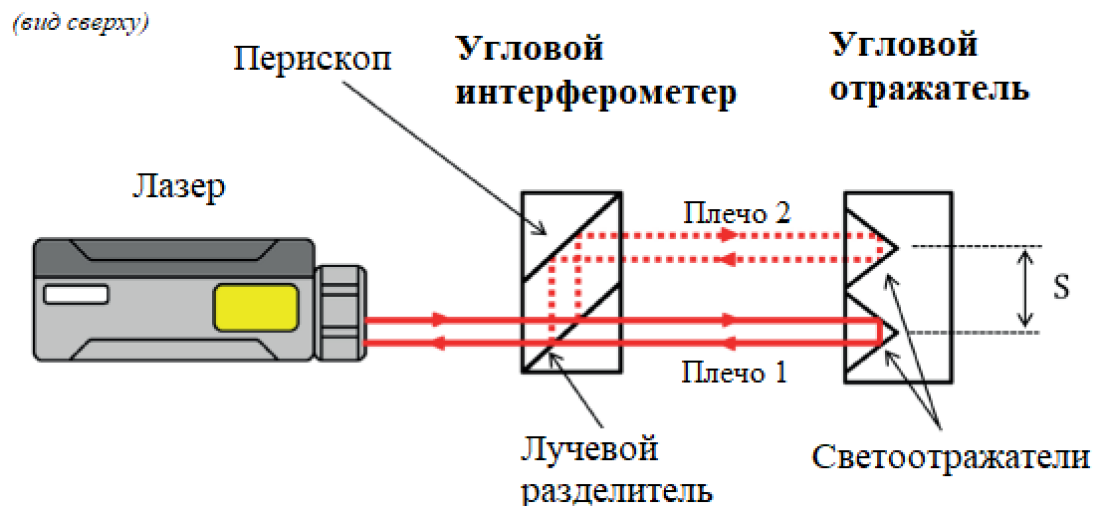 (вид сверху)
Перископ
Угловой
интерферометер
Угловой
отражатель
Лазер
Плечо 2
S
Плечо 1
Лучевой
разделитель
Светоотражатели